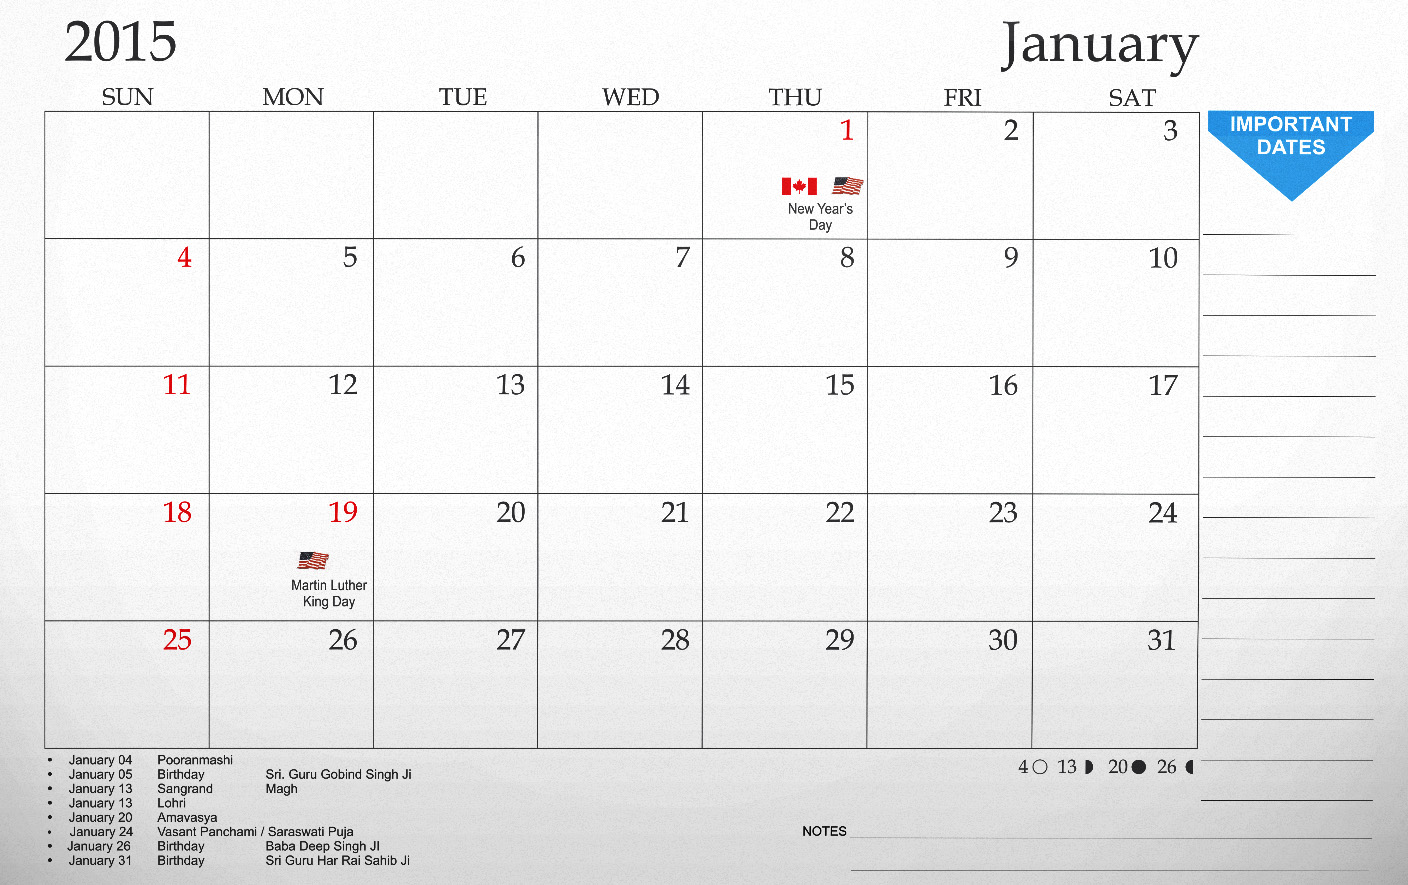 2015 January
SUN MON TUE WED THU FRI SAT
IMPORTANT
DATES
1 2 3
New Year's
Day
4 5 6 7 8 9 10
11 12 13 14 15 16 17
18 19 20 21 22 23 24
Martin Luther
King Day
25 26 27 28 29 30 31
• January 04 Pooranmashi
• January 05 Birthday Sri. Guru Gobind Singh Ji
• January 13 Sangrand Magh
• January 13 Lohri
• January 20 Amavasya
• January 24 Vasant Panchami / Saraswati Puja
• January 26 Birthday Baba Deep Singh JI
• January 31 Birthday Sri Guru Har Rai Sahib Ji
4 13 20 26
NOTES